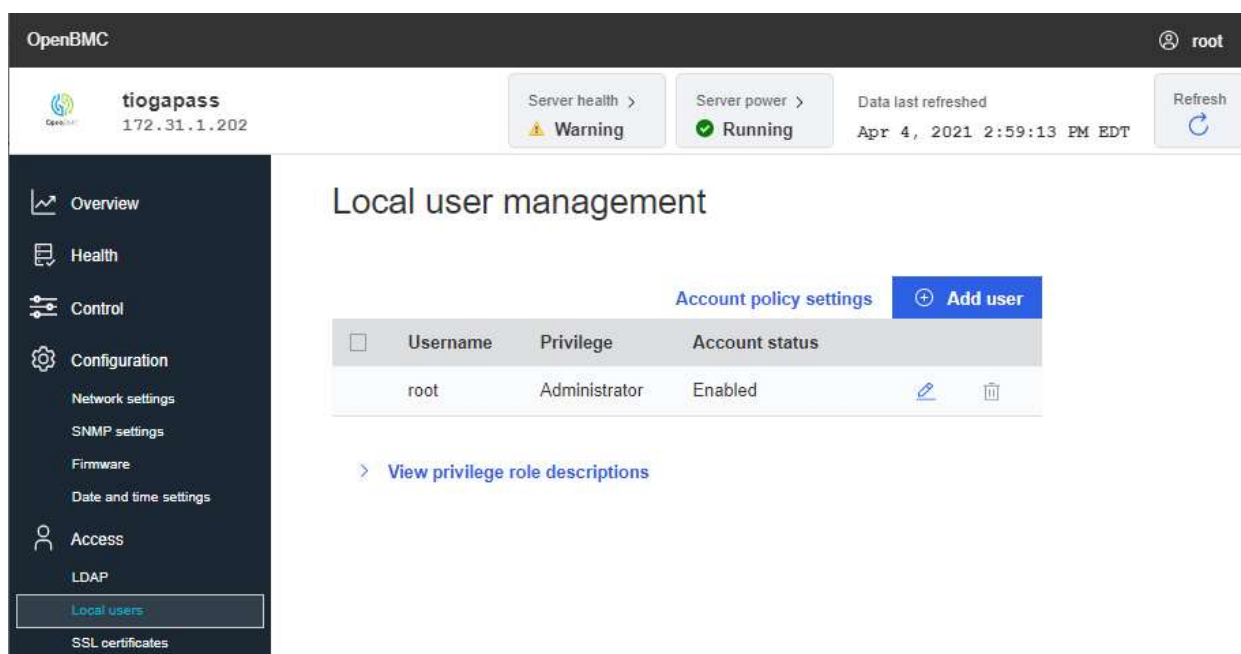 OpenBMC
root
tiogapass
172.31.1.202
Server health >
Warning
Server power >
Running
Data last refreshed
Apr 4, 2021 2:59:13 PM EDT
Refresh
Overview
Health
Control
Configuration
Network settings
SNMP settings
Firmware
Date and time settings
Access
LDAP
Local users
SSL certificates
Local user management
Account policy settings
Add user
Username Privilege Account status
root Administrator Enabled
> View privilege role descriptions